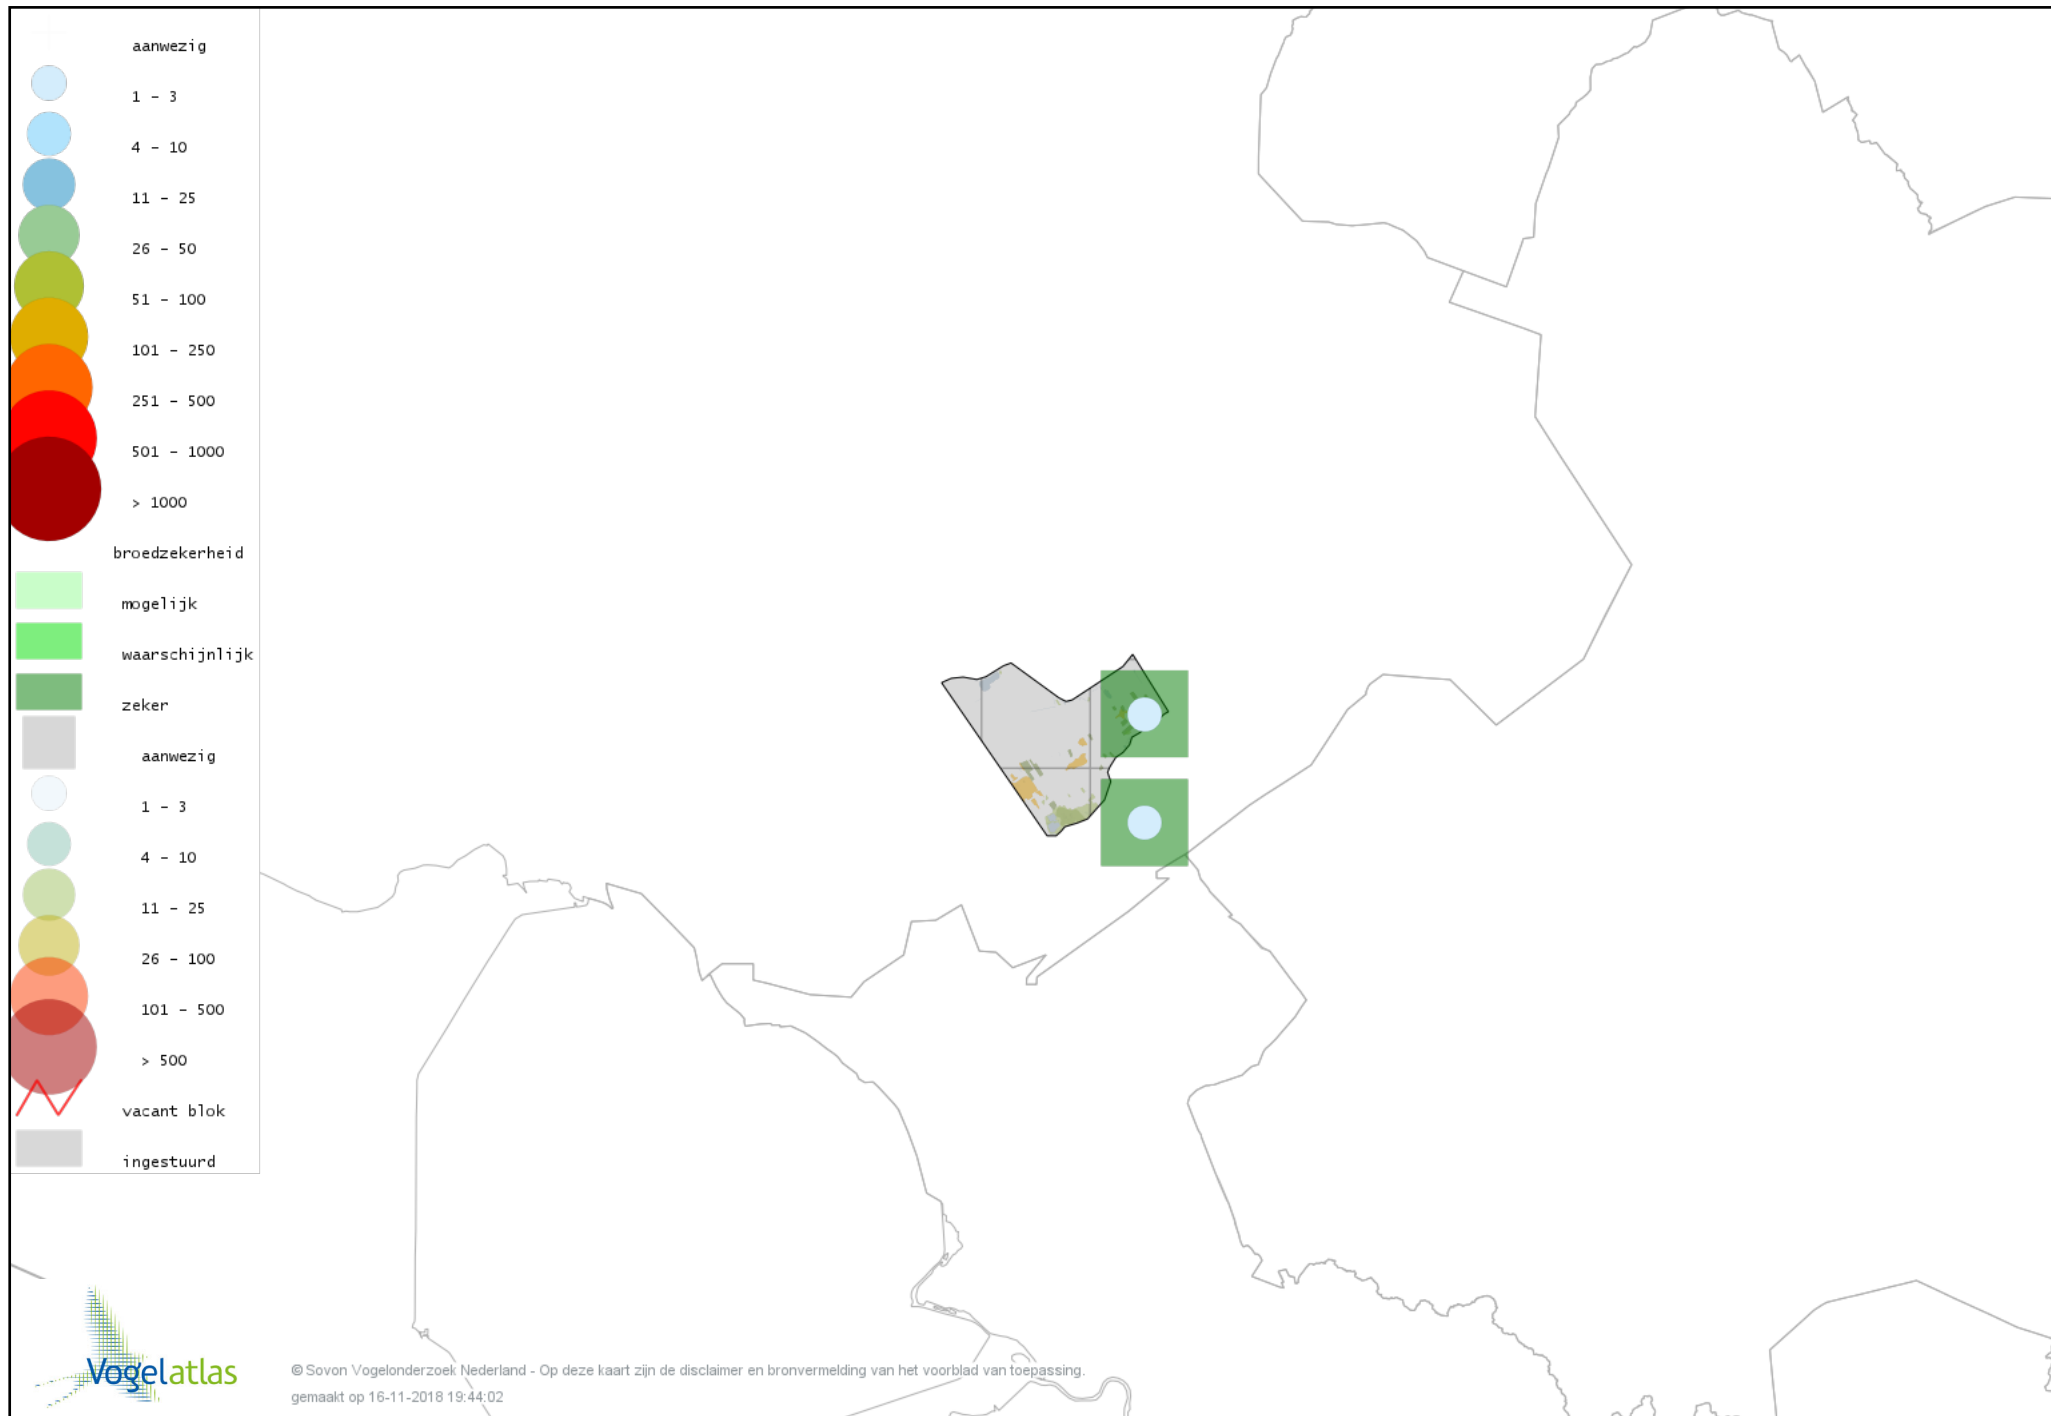 aanwezig
1 - 3
4 - 10
11 - 25
26 - 50
51 - 100
101 - 250
251 - 500
501 - 1000
> 1000
broedzekerheid
mogelijk
waarschijnlijk
zeker
aanwezig
1 - 3
4 - 10
11 - 25
26 - 100
101 - 500
> 500
vacant blok
ingestuurd
Vogelatlas
© Sovon Vogelonderzoek Nederland - Op deze kaart zijn de disclaimer en bronvermelding van het voorblad van toepassing.
gemaakt op 16-11-2018 19:44:02